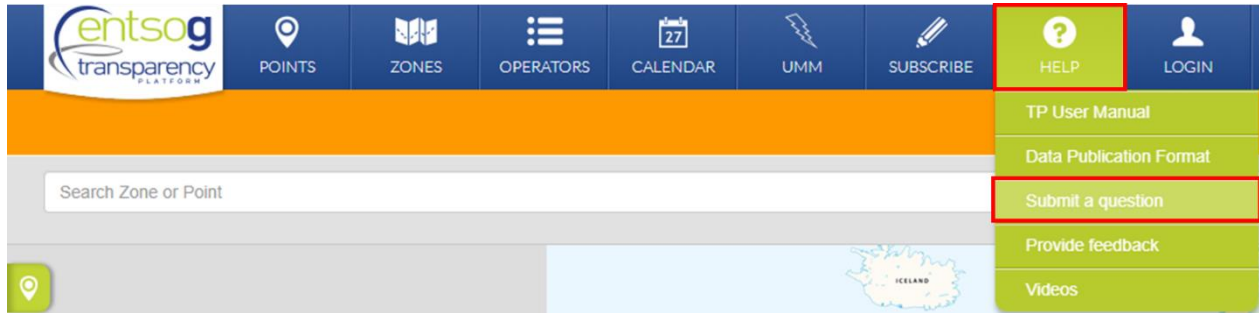 entsog
transparency
PLATFORM
POINTS
ZONES
OPERATORS
27
CALENDAR
UMM
SUBSCRIBE
?
HELP
LOGIN
TP User Manual
Data Publication Format
Search Zone or Point
Submit a question
Provide feedback
ICELAND
Videos